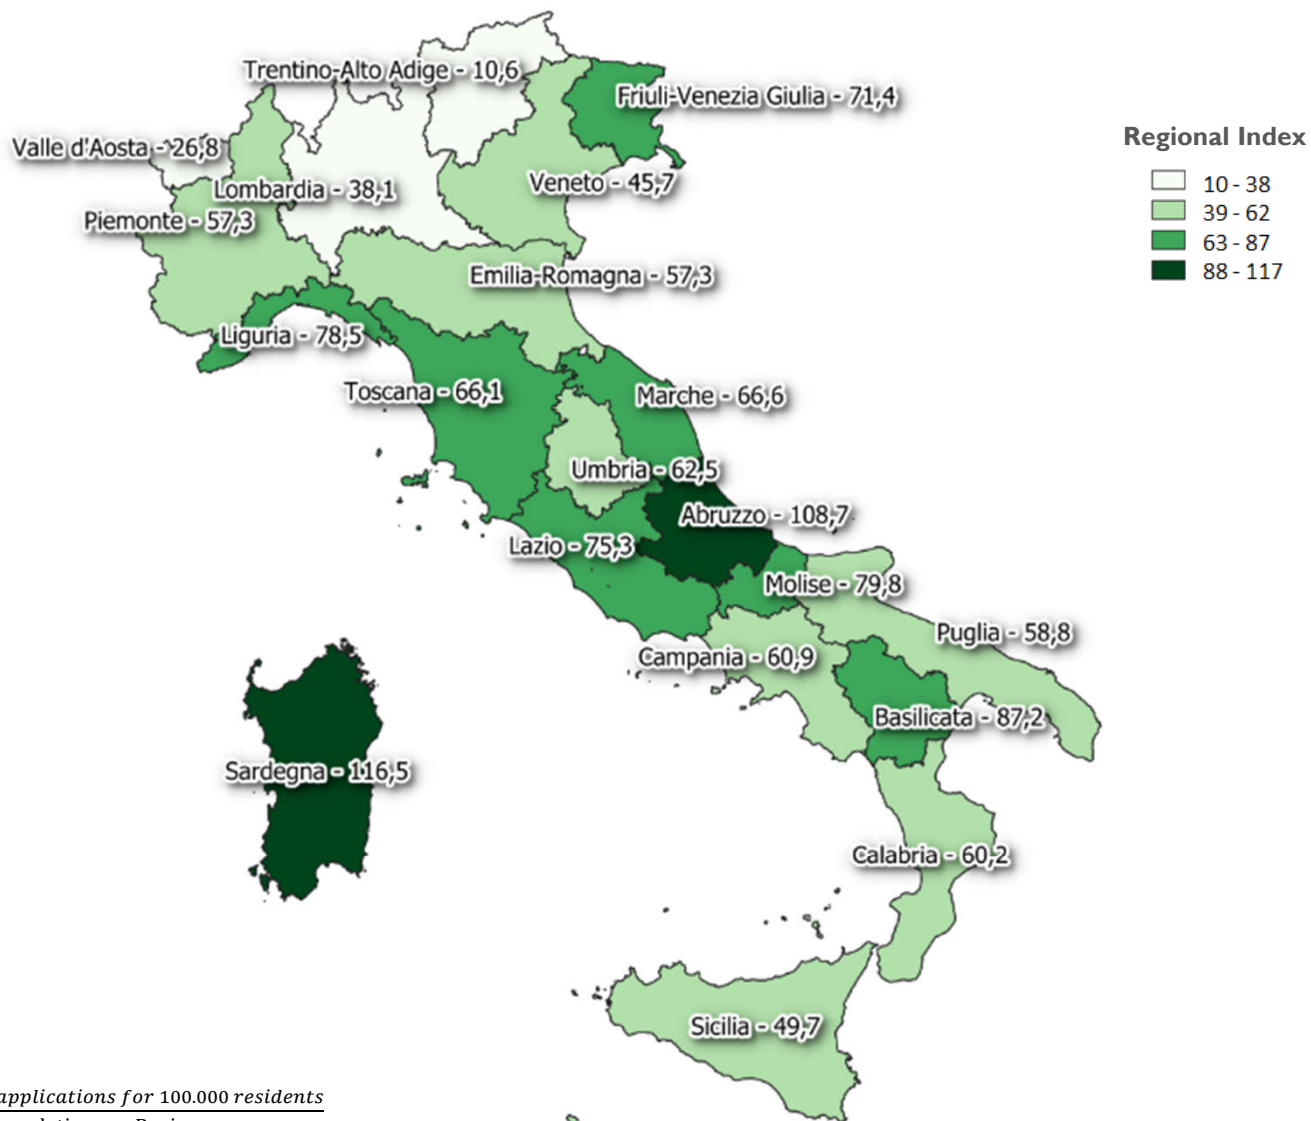 Trentino-Alto Adige - 10,6
Friuli-Venezia Giulia - 71,4
Valle d'Aosta - 26,8
Lombardia - 38,1
Veneto - 45,7
Piemonte - 57,3
Emilia-Romagna - 57,3
Liguria - 78,5
Toscana - 66,1
Marche - 66,6
Umbria - 62,5
Abruzzo - 108,7
Lazio - 75,3
Molise - 79,8
Puglia - 58,8
Campania - 60,9
Basilicata - 87,2
Sardegna - 116,5
Calabria - 60,2
Sicilia - 49,7
Regional Index
10 - 38
39 - 62
63 - 87
88 - 117
applications for 100.000 residents